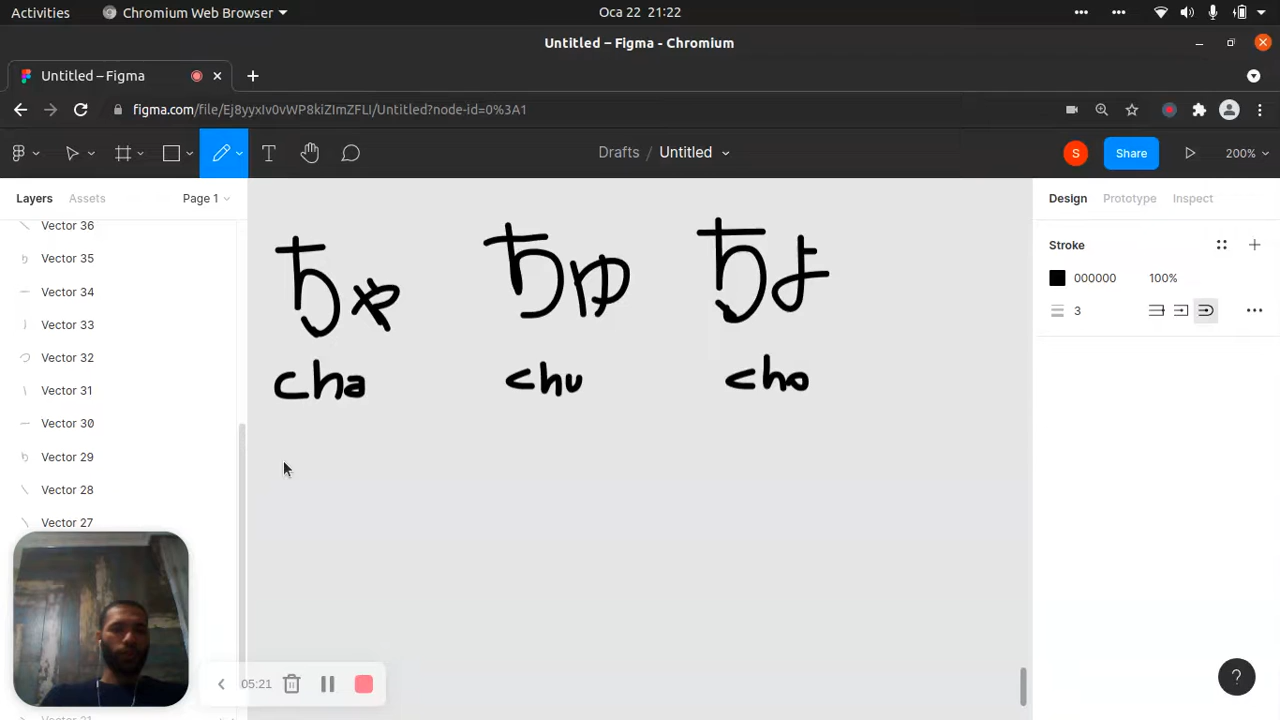 Activities
Chromium Web Browser
Oca 22 21:22
Untitled – Figma - Chromium
Untitled – Figma
figma.com/file/Ej8yyxIv0vWP8kiZImZFLI/Untitled?node-id=0%3A1
Drafts / Untitled
S
Share
200%
Layers
Assets
Page 1
Design
Prototype
Inspect
Vector 36
Vector 35
Vector 34
Vector 33
Vector 32
Vector 31
Vector 30
Vector 29
Vector 28
Vector 27
Vector 21
ちゃ ちゅ ちょ
cha chu cho
Stroke
000000 100%
3
05:21
?